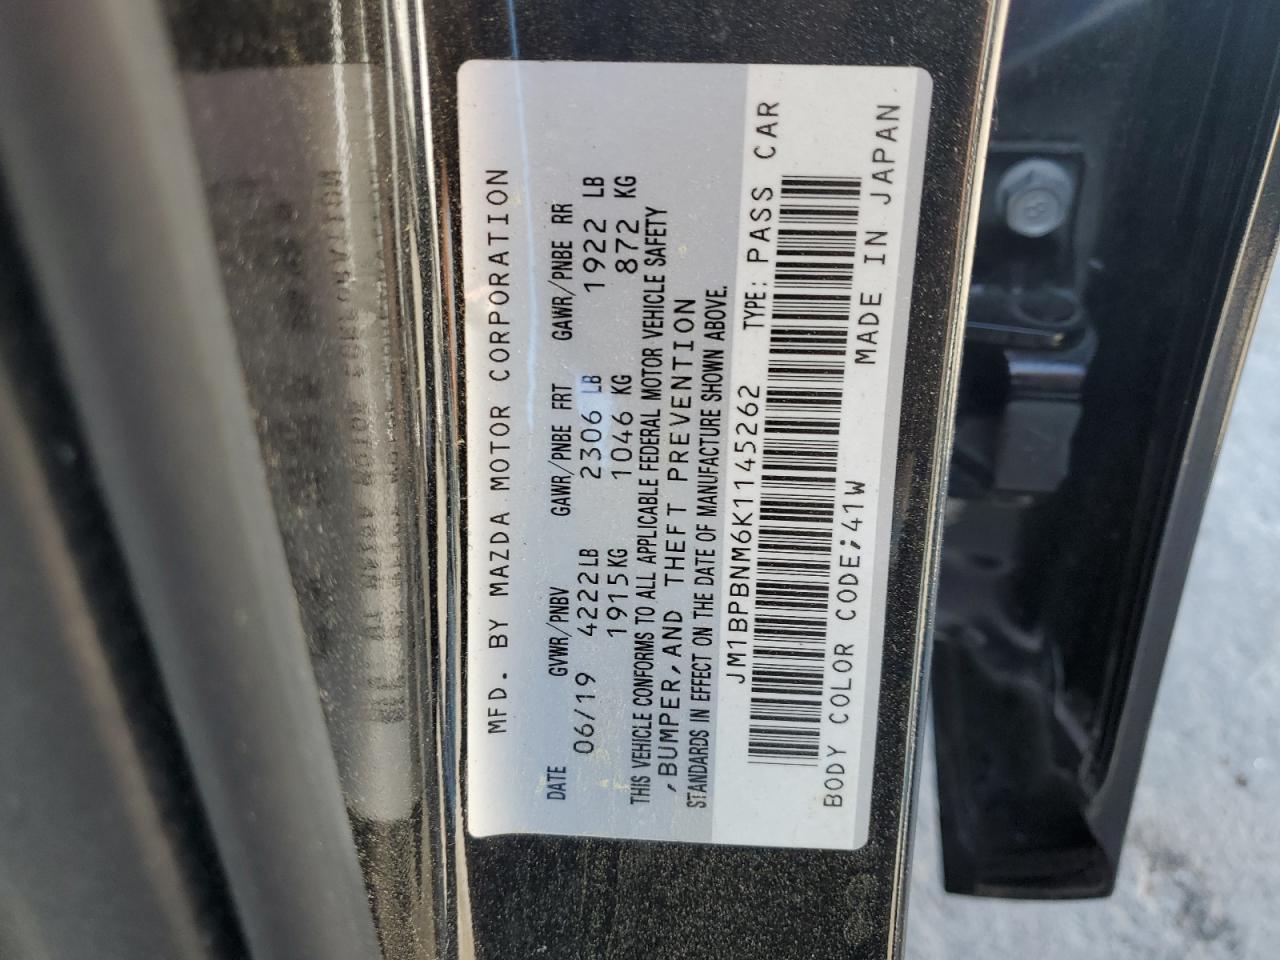 MFD. BY MAZDA MOTOR CORPORATION
DATE GVWR/PNBV GAWR/PNBE FRT GAWR/PNBE RR
06/19 4222LB 2306 LB 1922 LB
1915KG 1046 KG 872 KG
THIS VEHICLE CONFORMS TO ALL APPLICABLE FEDERAL MOTOR VEHICLE SAFETY
,BUMPER,AND THEFT PREVENTION
STANDARDS IN EFFECT ON THE DATE OF MANUFACTURE SHOWN ABOVE.
JM1BPBNM6K1145262 TYPE: PASS CAR
BODY COLOR CODE;41W MADE IN JAPAN
8